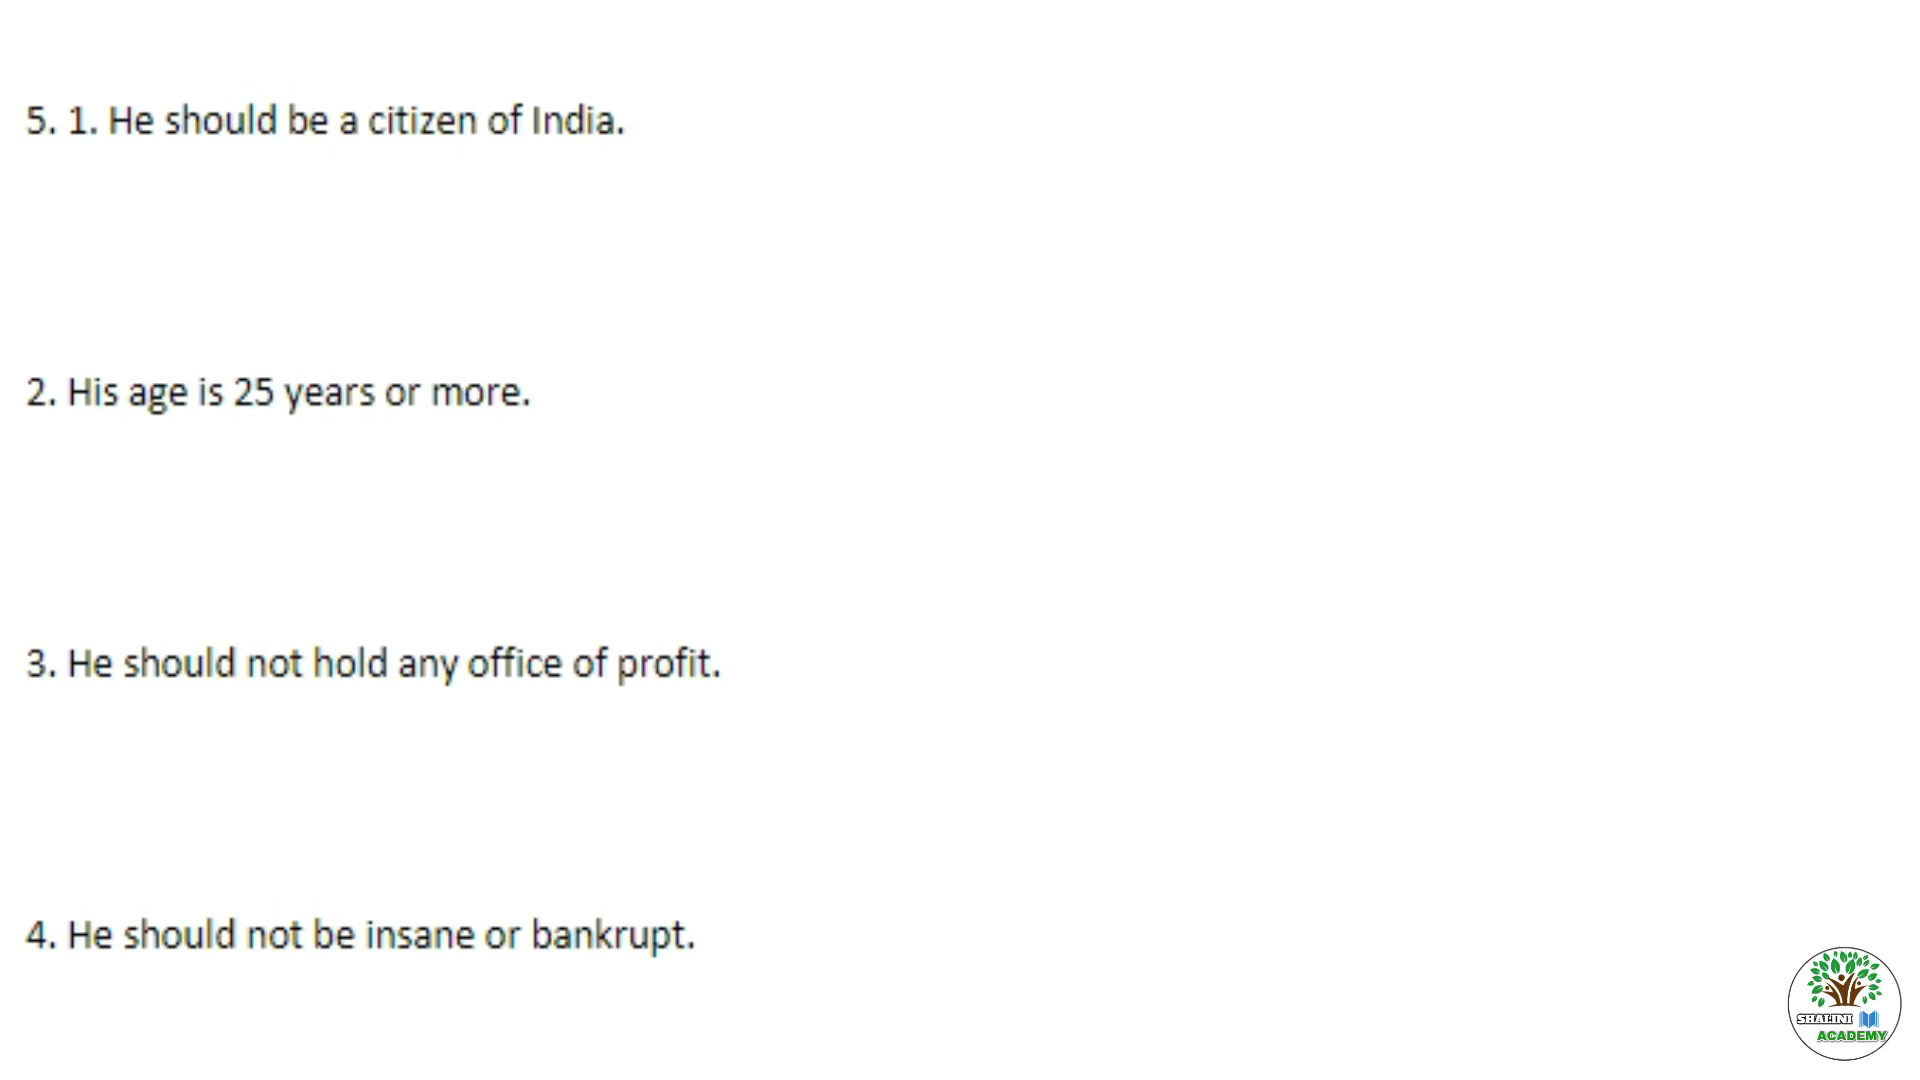 5. 1. He should be a citizen of India.
2. His age is 25 years or more.
3. He should not hold any office of profit.
4. He should not be insane or bankrupt.
SHALINI
ACADEMY